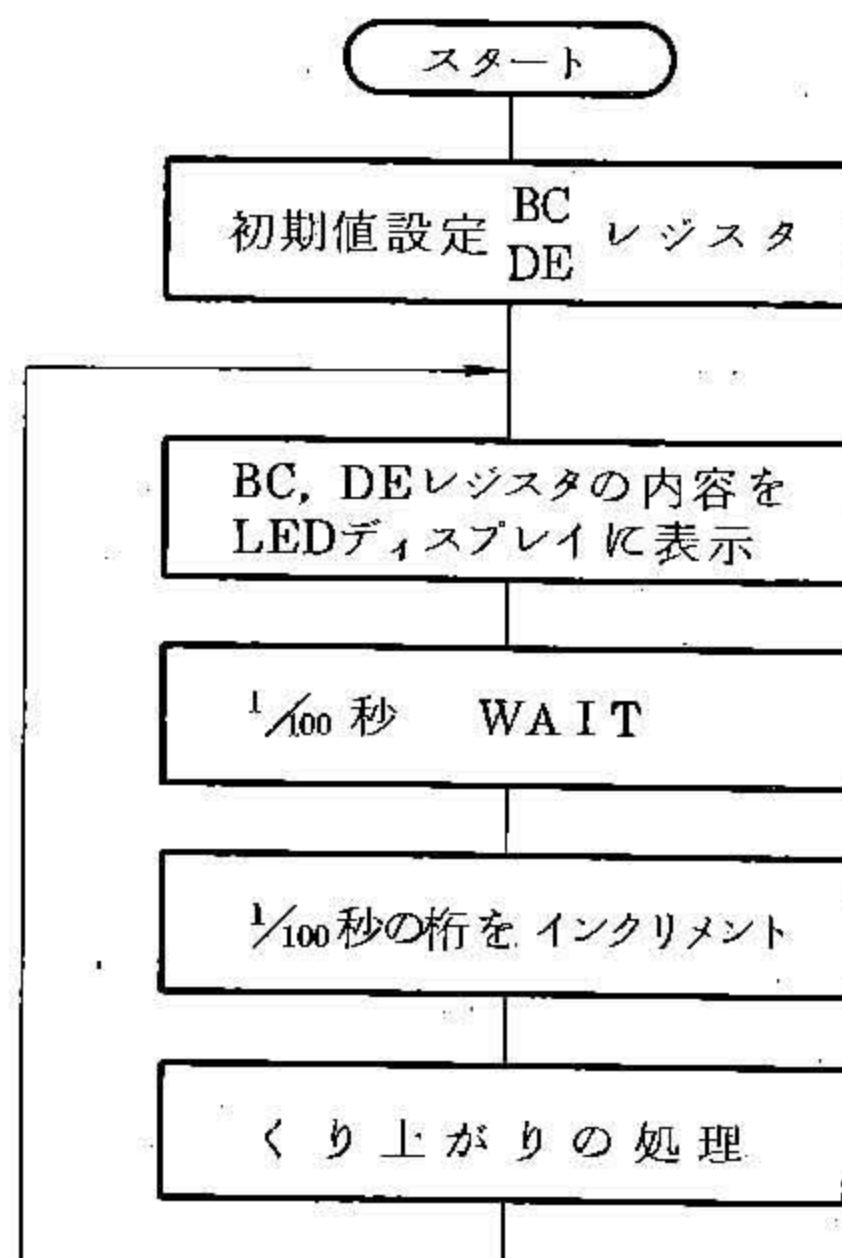 スタート
初期値設定 BC レジスタ
DE
BC, DEレジスタの内容を
LEDディスプレイに表示
1/100 秒 WAIT
1/100秒の桁をインクリメント
くり上がりの処理